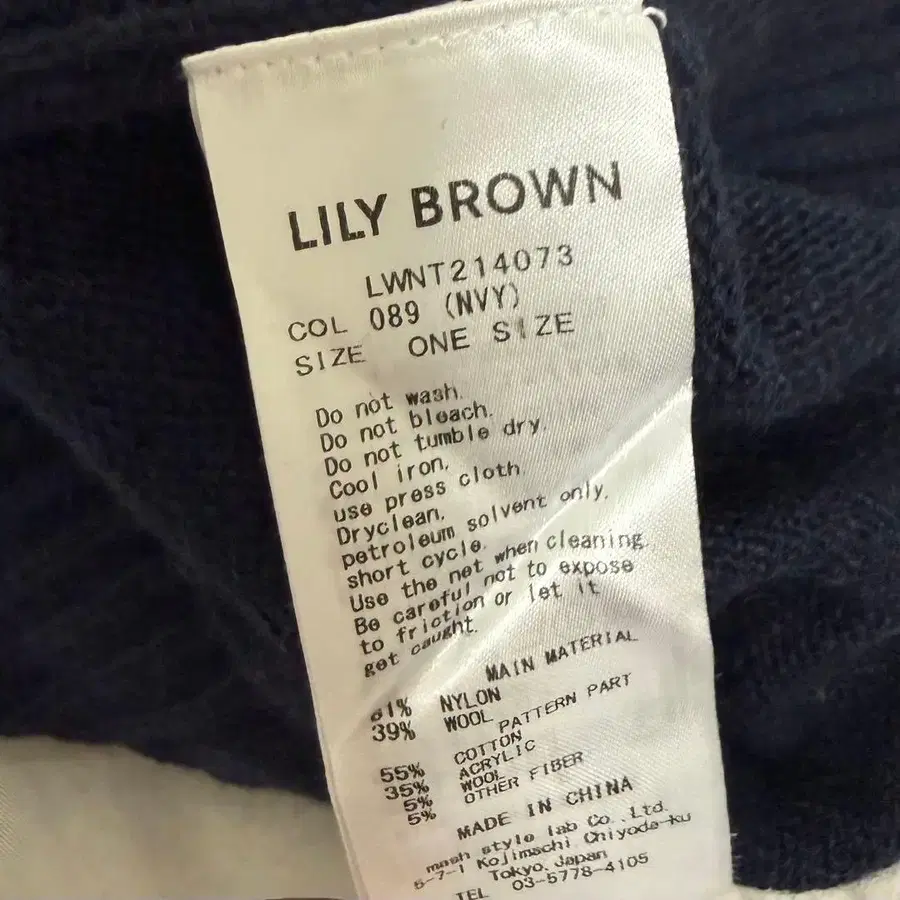 LILY BROWN
LWNT214073
COL 089 (NVY)
SIZE ONE SIZE
Do not wash.
Do not bleach.
Do not tumble dry.
Cool iron.
use press cloth.
Dryclean,
petroleum solvent only,
short cycle.
Use the net when cleaning.
Be careful not to expose
to friction or let it
get caught.
MAIN MATERIAL
61% NYLON
39% WOOL
PATTERN PART
55% COTTON
35% ACRYLIC
5% WOOL
5% OTHER FIBER
MADE IN CHINA
mash style lab Co.,Ltd.
5-7-1 Kojimachi Chiyoda-ku
Tokyo, Japan
TEL 03-5778-4105